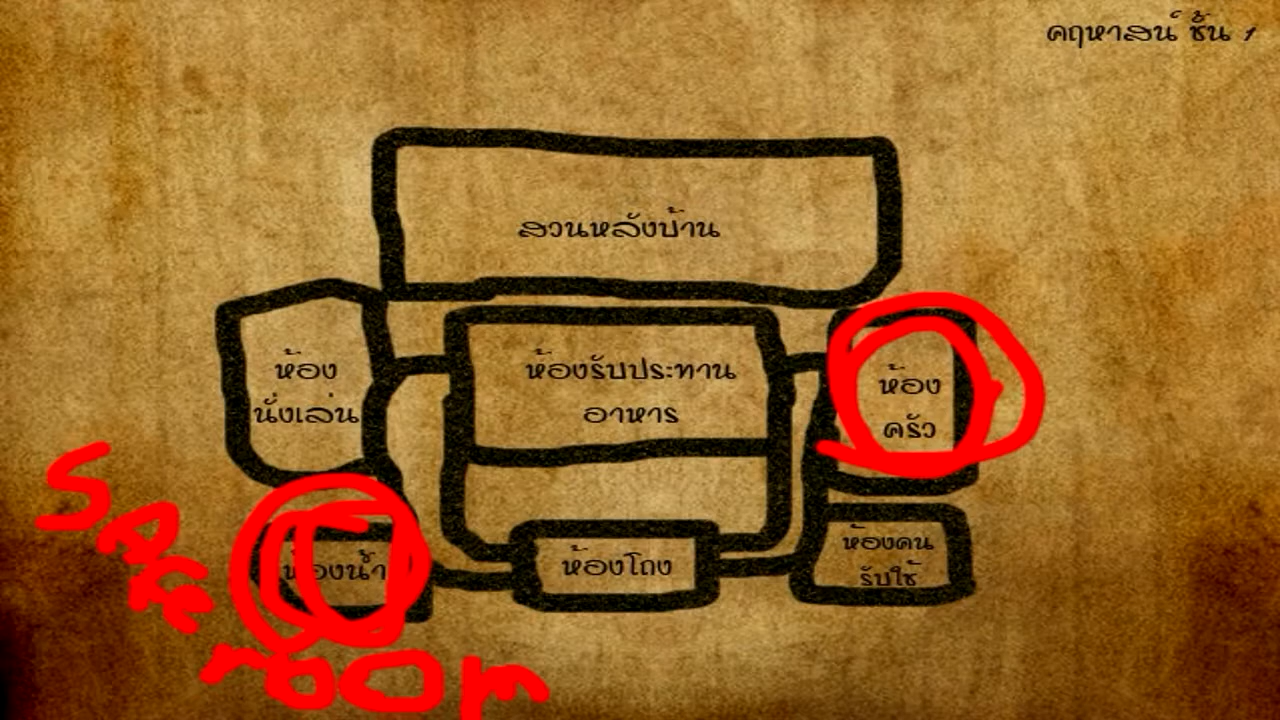 คฤหาสน์ ชั้น 1
สวนหลังบ้าน
ห้อง
นั่งเล่น
ห้องรับประทาน
อาหาร
ห้อง
ครัว
ห้องน้ำ
ห้องโถง
ห้องคน
รับใช้
safe
room